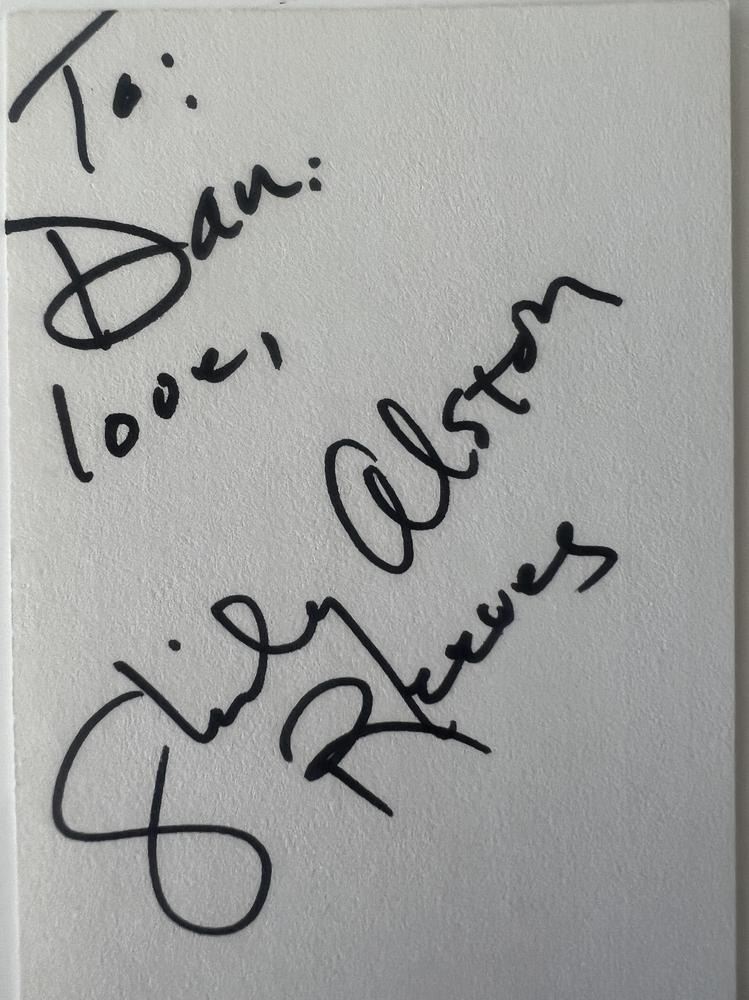 To:
Dan:
love,
Shirley Alston
Reeves